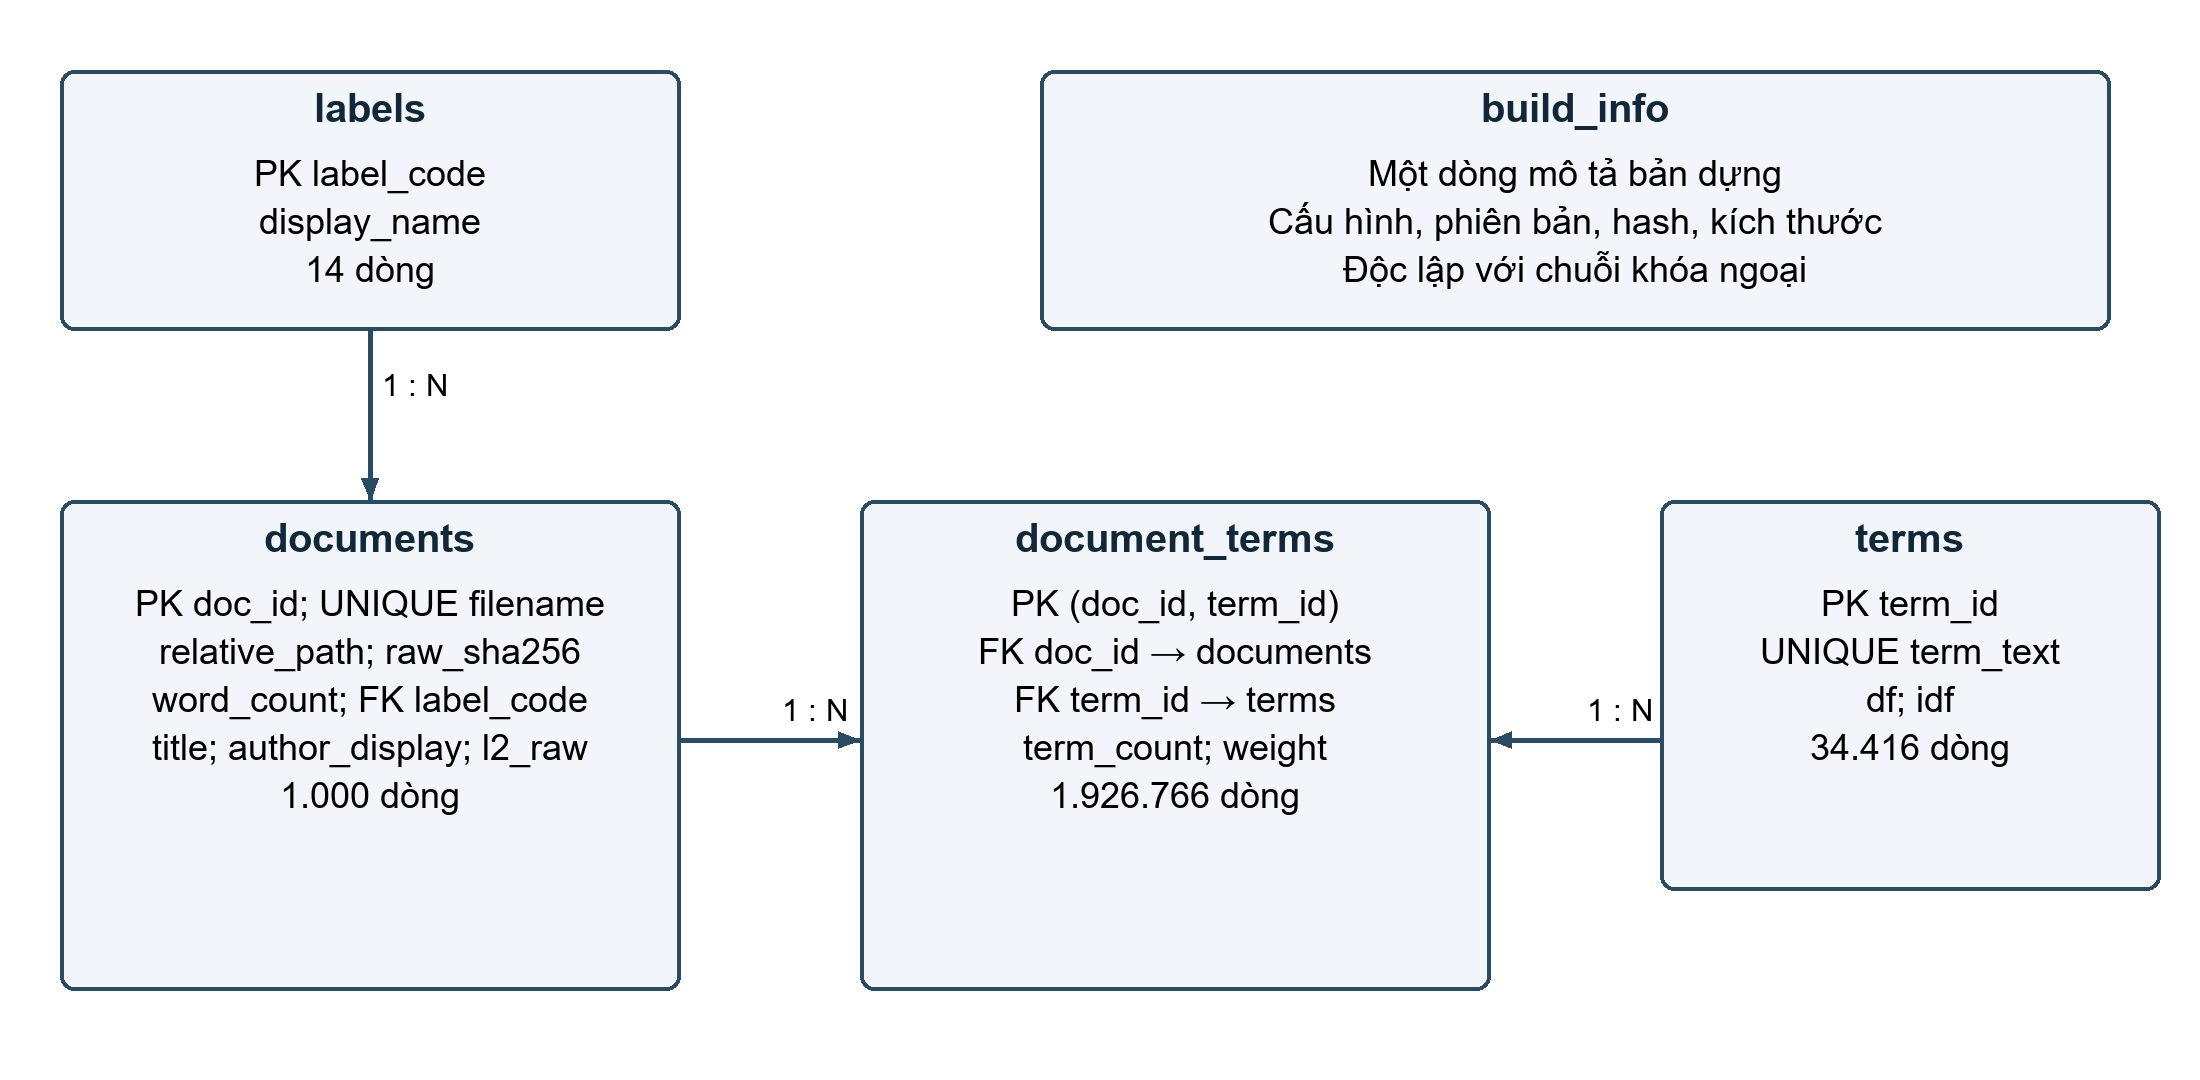 labels
PK label_code
display_name
14 dòng
build_info
Một dòng mô tả bản dựng
Cấu hình, phiên bản, hash, kích thước
Độc lập với chuỗi khóa ngoại
1 : N
documents
PK doc_id; UNIQUE filename
relative_path; raw_sha256
word_count; FK label_code
title; author_display; l2_raw
1.000 dòng
1 : N
document_terms
PK (doc_id, term_id)
FK doc_id → documents
FK term_id → terms
term_count; weight
1.926.766 dòng
1 : N
terms
PK term_id
UNIQUE term_text
df; idf
34.416 dòng